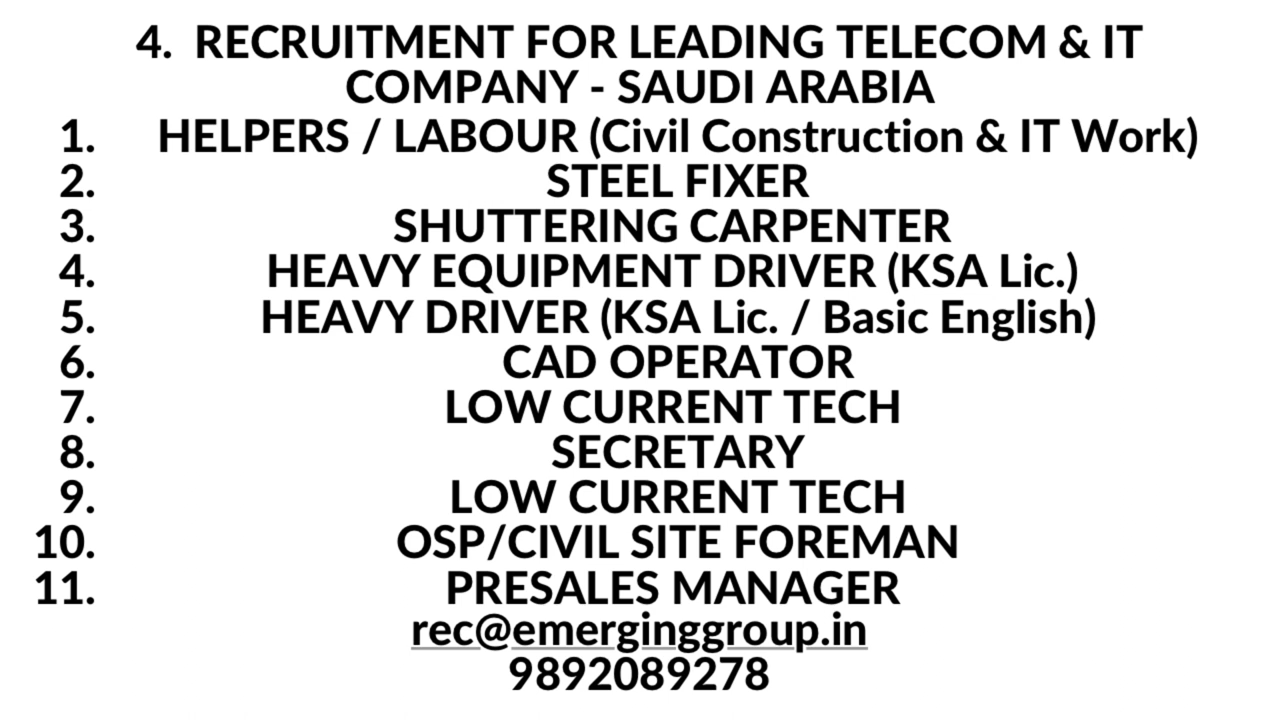 4. RECRUITMENT FOR LEADING TELECOM & IT
COMPANY - SAUDI ARABIA
1. HELPERS / LABOUR (Civil Construction & IT Work)
2. STEEL FIXER
3. SHUTTERING CARPENTER
4. HEAVY EQUIPMENT DRIVER (KSA Lic.)
5. HEAVY DRIVER (KSA Lic. / Basic English)
6. CAD OPERATOR
7. LOW CURRENT TECH
8. SECRETARY
9. LOW CURRENT TECH
10. OSP/CIVIL SITE FOREMAN
11. PRESALES MANAGER
rec@emerginggroup.in
9892089278